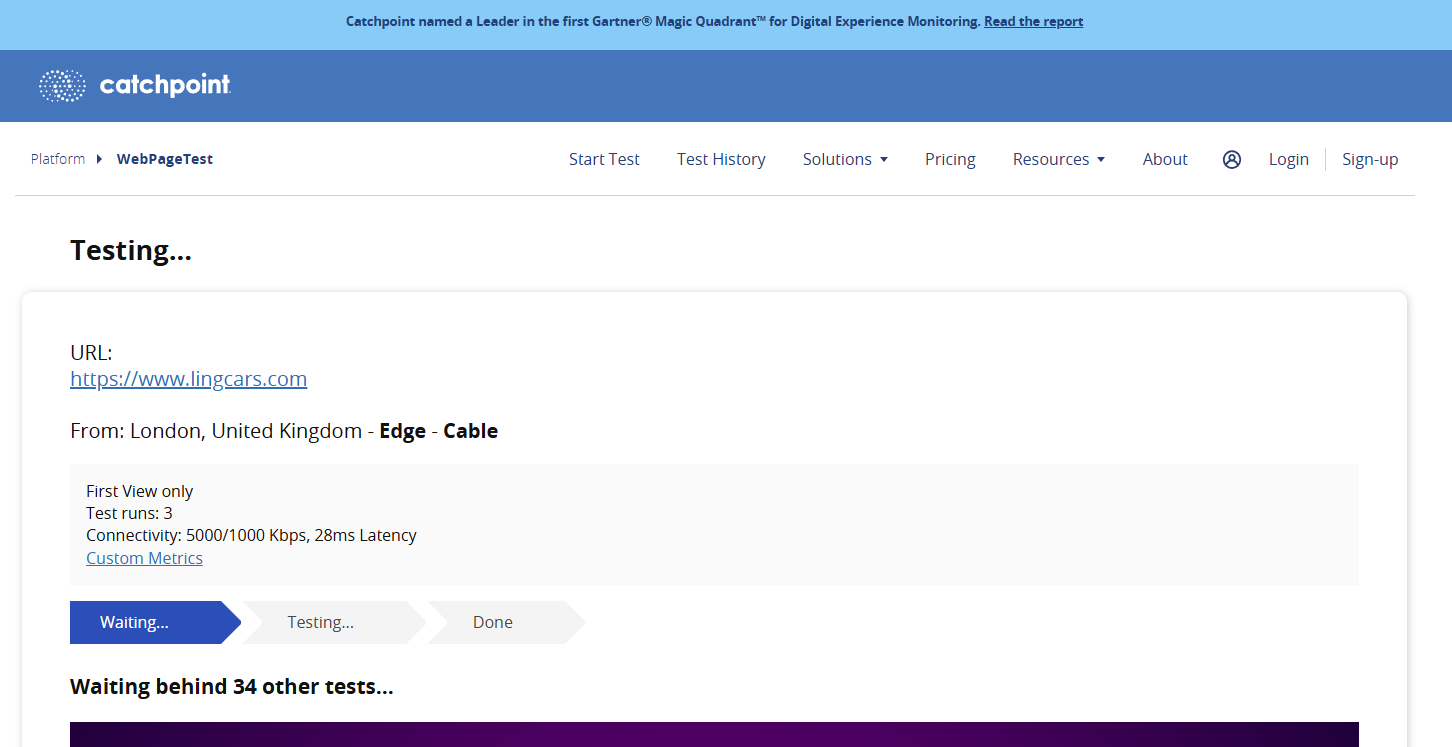 Catchpoint named a Leader in the first Gartner® Magic Quadrant™ for Digital Experience Monitoring. Read the report
catchpoint.
Platform WebPageTest Start Test Test History Solutions Pricing Resources About Login Sign-up
Testing...
URL:
https://www.lingcars.com
From: London, United Kingdom - Edge - Cable
First View only
Test runs: 3
Connectivity: 5000/1000 Kbps, 28ms Latency
Custom Metrics
Waiting... Testing... Done
Waiting behind 34 other tests...